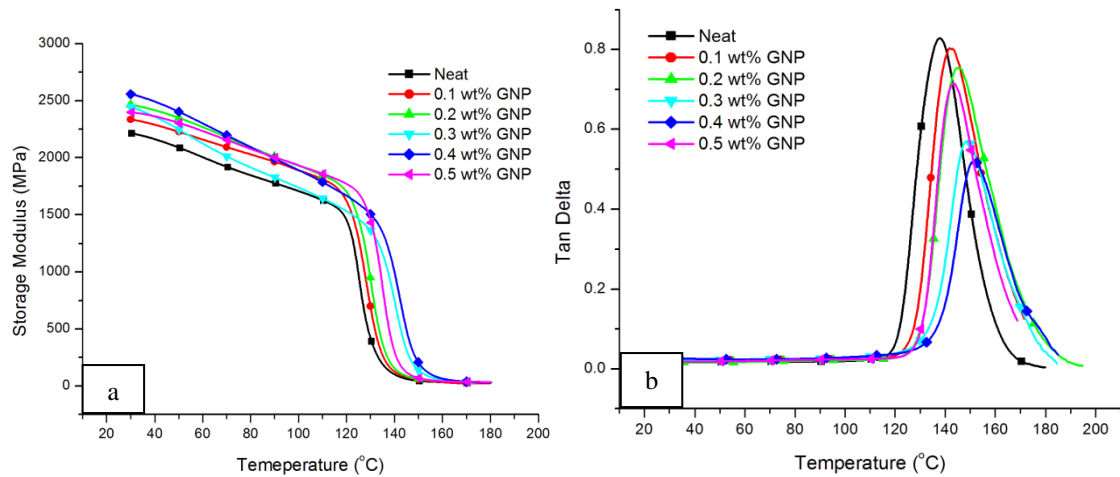 3000
2500
2000
1500
1000
500
0
Storage Modulus (MPa)
Neat
0.1 wt% GNP
0.2 wt% GNP
0.3 wt% GNP
0.4 wt% GNP
0.5 wt% GNP
a
20 40 60 80 100 120 140 160 180 200
Temeperature (°C)
0.8
0.6
0.4
0.2
0.0
Tan Delta
Neat
0.1 wt% GNP
0.2 wt% GNP
0.3 wt% GNP
0.4 wt% GNP
0.5 wt% GNP
b
20 40 60 80 100 120 140 160 180 200
Temperature (°C)